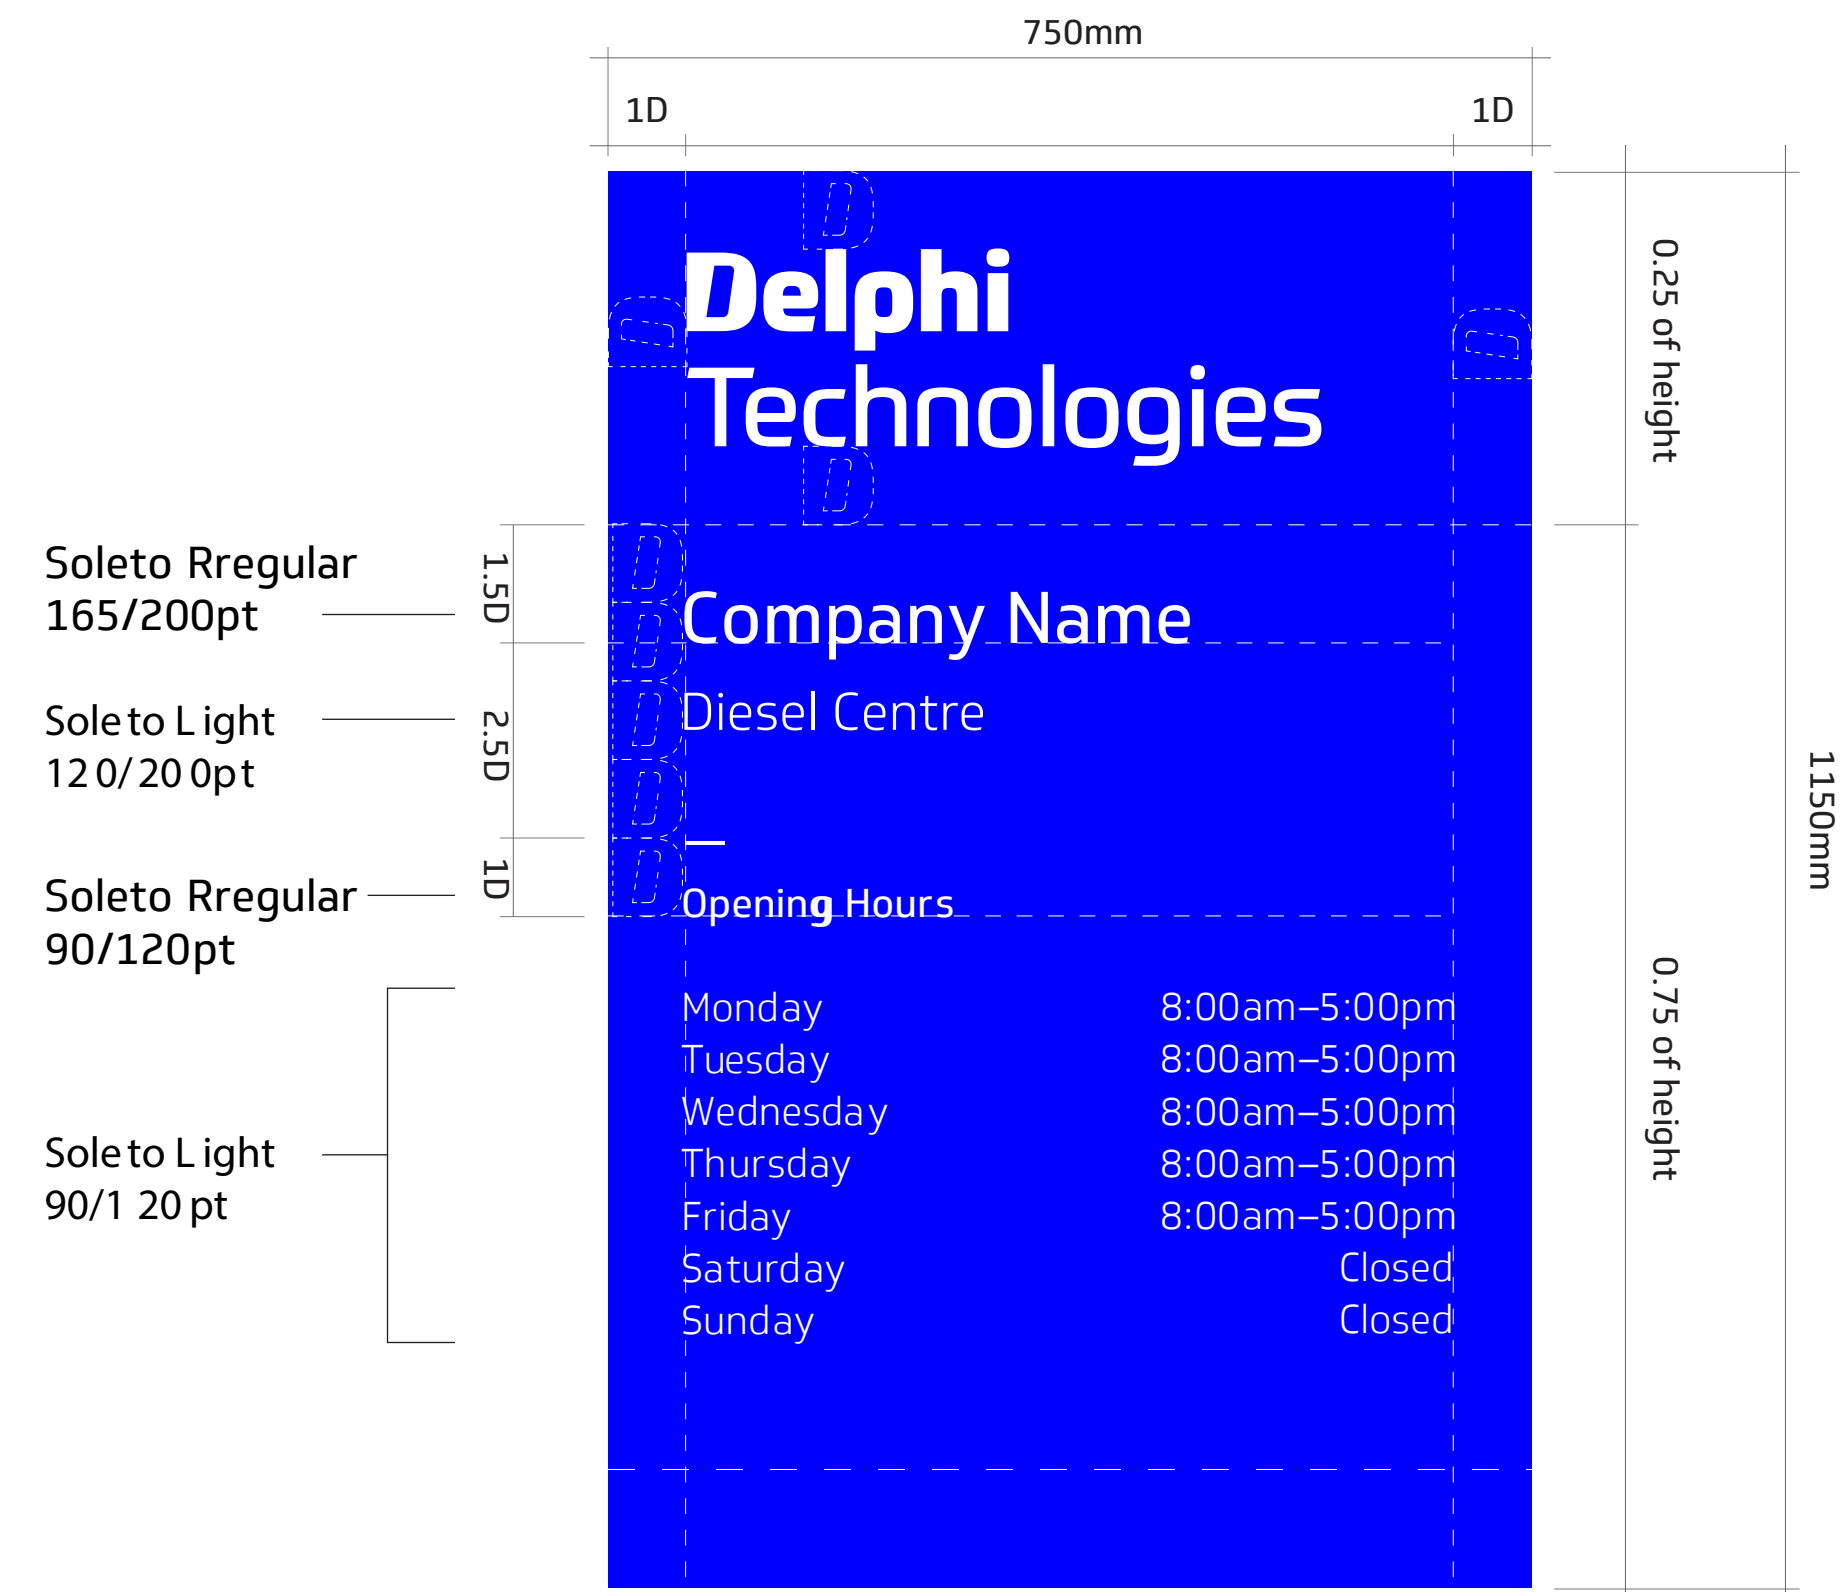 750mm
1D 1D
Delphi
Technologies
0.25 of height
Soleto Rregular
165/200pt
1.5D
Company Name
Soleto Light
120/200pt
2.5D
Diesel Centre
1150mm
Soleto Rregular
90/120pt
1D
Opening Hours
0.75 of height
Monday 8:00am–5:00pm
Tuesday 8:00am–5:00pm
Wednesday 8:00am–5:00pm
Thursday 8:00am–5:00pm
Friday 8:00am–5:00pm
Saturday Closed
Sunday Closed
Soleto Light
90/120pt